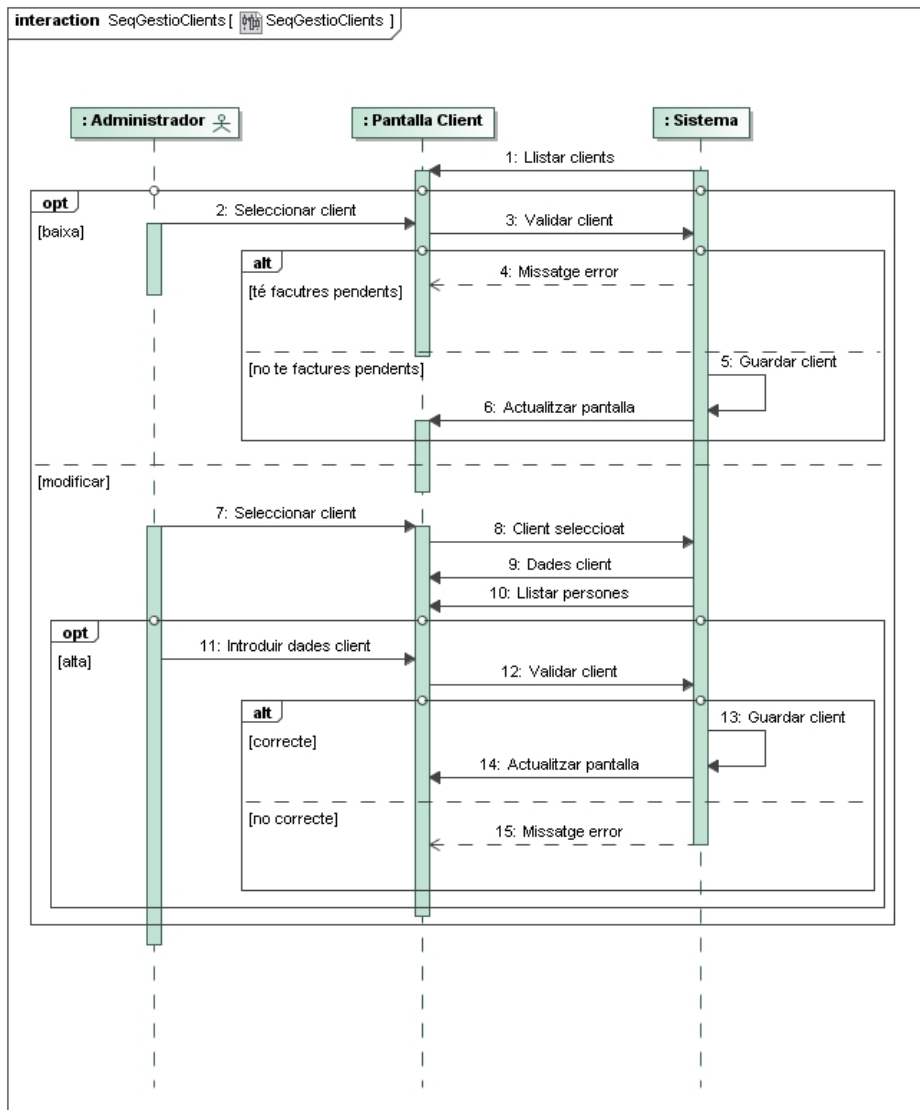 interaction SeqGestioClients [ SeqGestioClients ]
: Administrador
: Pantalla Client
: Sistema
1: Llistar clients
opt
2: Seleccionar client
[baixa]
3: Validar client
alt
4: Missatge error
[té facutres pendents]
[no te factures pendents]
5: Guardar client
6: Actualitzar pantalla
[modificar]
7: Seleccionar client
8: Client seleccioat
9: Dades client
10: Llistar persones
opt
11: Introduir dades client
[alta]
12: Validar client
alt
13: Guardar client
[correcte]
14: Actualitzar pantalla
[no correcte]
15: Missatge error